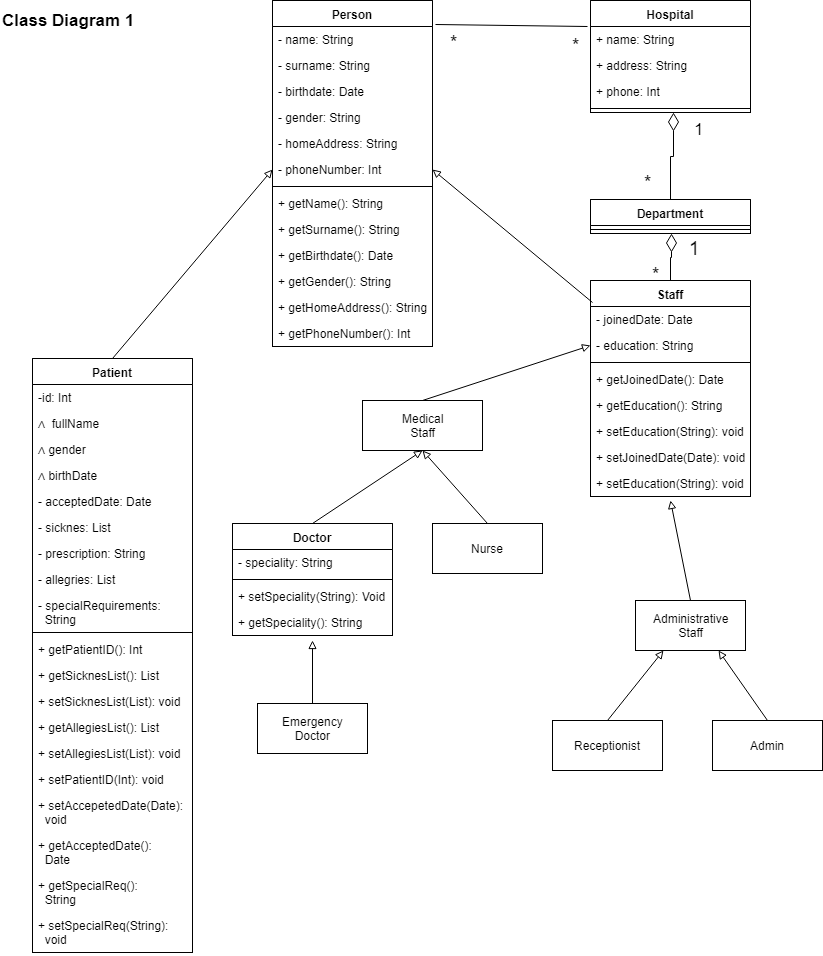 Class Diagram 1
Person
- name: String
- surname: String
- birthdate: Date
- gender: String
- homeAddress: String
- phoneNumber: Int
+ getName(): String
+ getSurname(): String
+ getBirthdate(): Date
+ getGender(): String
+ getHomeAddress(): String
+ getPhoneNumber(): Int
*
*
Hospital
+ name: String
+ address: String
+ phone: Int
1
*
Department
1
*
Staff
- joinedDate: Date
- education: String
+ getJoinedDate(): Date
+ getEducation(): String
+ setEducation(String): void
+ setJoinedDate(Date): void
+ setEducation(String): void
Patient
-id: Int
^ fullName
^ gender
^ birthDate
- acceptedDate: Date
- sicknes: List
- prescription: String
- allegries: List
- specialRequirements:
String
+ getPatientID(): Int
+ getSicknesList(): List
+ setSicknesList(List): void
+ getAllegiesList(): List
+ setAllegiesList(List): void
+ setPatientID(Int): void
+ setAccepetedDate(Date):
void
+ getAcceptedDate():
Date
+ getSpecialReq():
String
+ setSpecialReq(String):
void
Medical
Staff
Doctor
- speciality: String
+ setSpeciality(String): Void
+ getSpeciality(): String
Nurse
Emergency
Doctor
Administrative
Staff
Receptionist
Admin